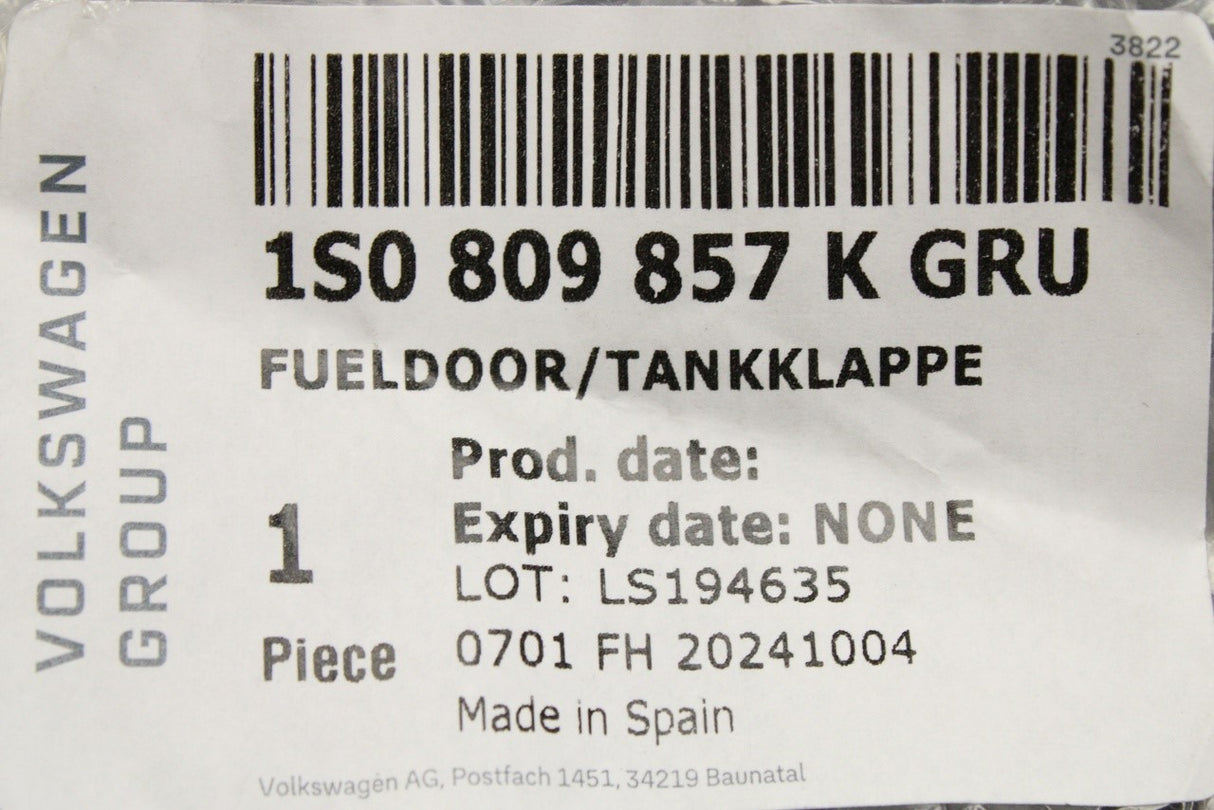 3822
1S0 809 857 K GRU
FUELDOOR/TANKKLAPPE
Prod. date:
Expiry date: NONE
1
LOT: LS194635
Piece
0701 FH 20241004
Made in Spain
Volkswagen AG, Postfach 1451, 34219 Baunatal
VOLKSWAGEN
GROUP